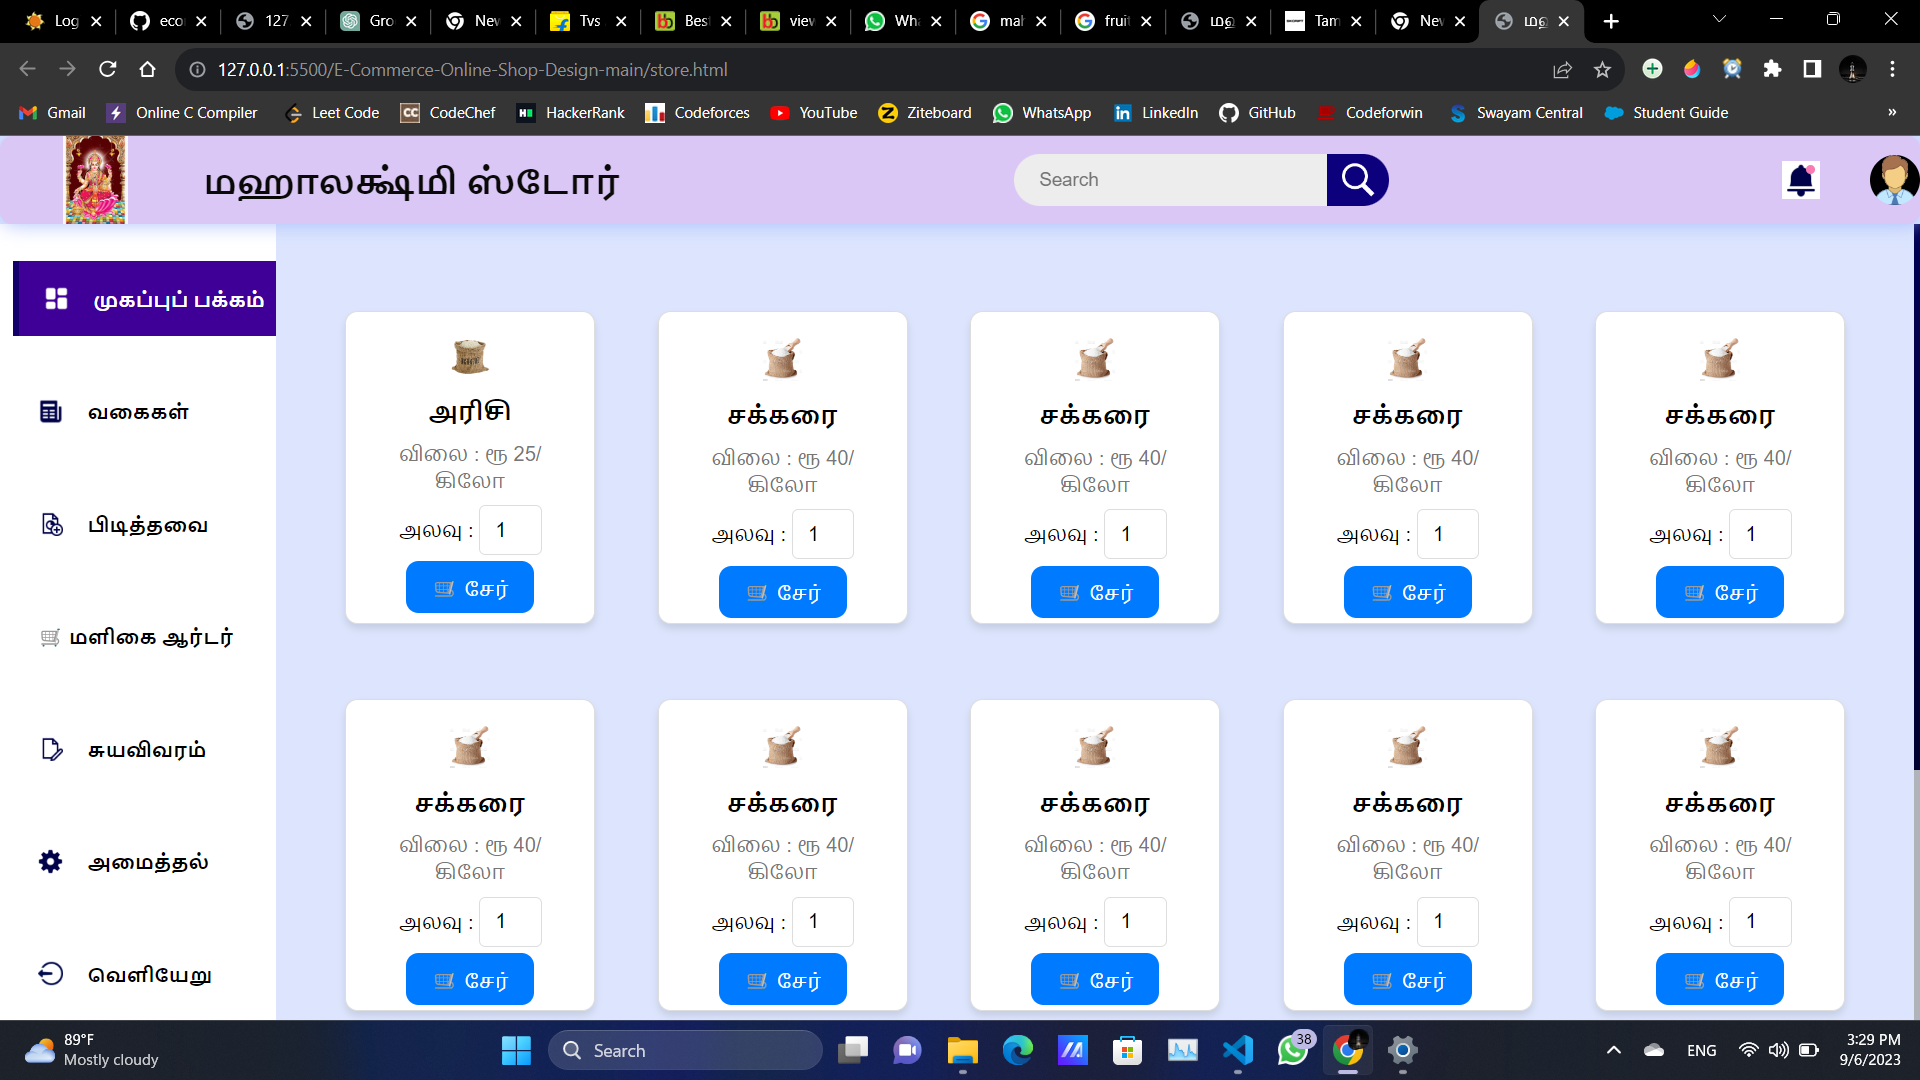 Log
eco
127
Gro
New
Tvs
Bes
view
Wha
mah
fruit
மஹ
Tam
New
மஹ
127.0.0.1:5500/E-Commerce-Online-Shop-Design-main/store.html
Gmail
Online C Compiler
Leet Code
CodeChef
HackerRank
Codeforces
YouTube
Ziteboard
WhatsApp
LinkedIn
GitHub
Codeforwin
Swayam Central
Student Guide
»
மஹாலக்ஷ்மி ஸ்டோர்
Search
முகப்புப் பக்கம்
வகைகள்
பிடித்தவை
மளிகை ஆர்டர்
சுயவிவரம்
அமைத்தல்
வெளியேறு
அரிசி
விலை : ரூ 25/
கிலோ
அலவு : 1
சேர்
சக்கரை
விலை : ரூ 40/
கிலோ
அலவு : 1
சேர்
சக்கரை
விலை : ரூ 40/
கிலோ
அலவு : 1
சேர்
சக்கரை
விலை : ரூ 40/
கிலோ
அலவு : 1
சேர்
சக்கரை
விலை : ரூ 40/
கிலோ
அலவு : 1
சேர்
சக்கரை
விலை : ரூ 40/
கிலோ
அலவு : 1
சேர்
சக்கரை
விலை : ரூ 40/
கிலோ
அலவு : 1
சேர்
சக்கரை
விலை : ரூ 40/
கிலோ
அலவு : 1
சேர்
சக்கரை
விலை : ரூ 40/
கிலோ
அலவு : 1
சேர்
சக்கரை
விலை : ரூ 40/
கிலோ
அலவு : 1
சேர்
89°F
Mostly cloudy
Search
38
ENG
3:29 PM
9/6/2023